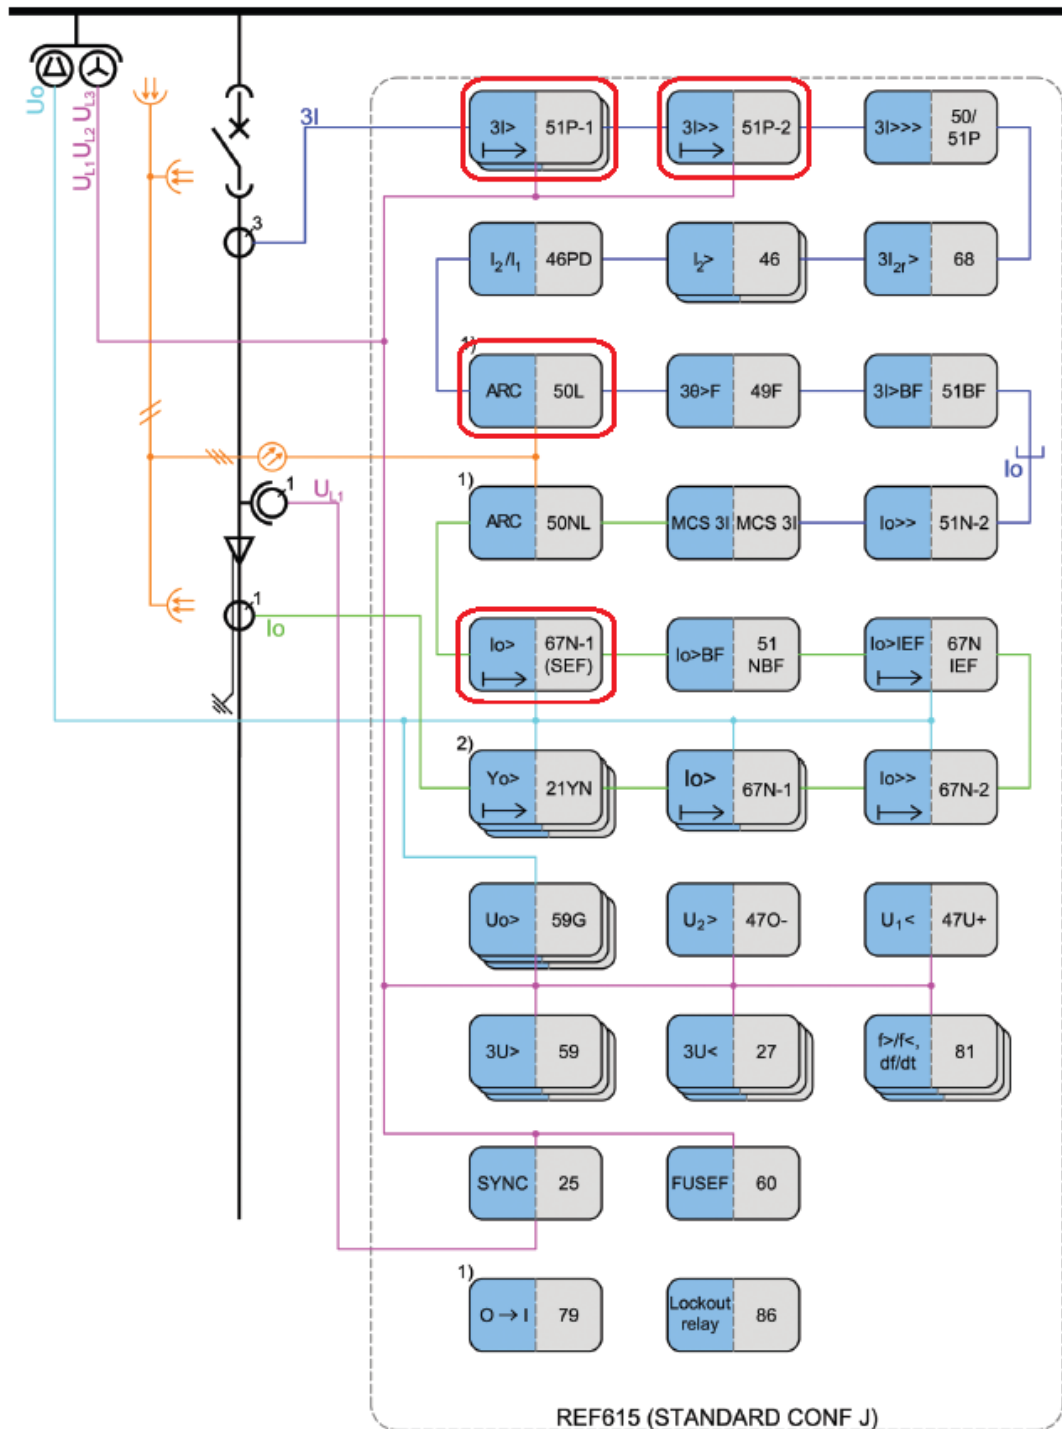 Uo
U L1 U L2 U L3
3I
3
3I> 51P-1
3I>> 51P-2
3I>>> 50/
51P
I2/I1 46PD
I2> 46
3I2f> 68
1)
ARC 50L
3θ>F 49F
3I>BF 51BF
Io
1
U L1
1)
ARC 50NL
MCS 3I MCS 3I
Io>> 51N-2
1
Io
Io> 67N-1
(SEF)
Io>BF 51
NBF
Io>IEF 67N
IEF
2)
Yo> 21YN
Io> 67N-1
Io>> 67N-2
Uo> 59G
U2> 47O-
U1< 47U+
3U> 59
3U< 27
f>/f<,
df/dt 81
SYNC 25
FUSEF 60
1)
O → I 79
Lockout
relay 86
REF615 (STANDARD CONF J)